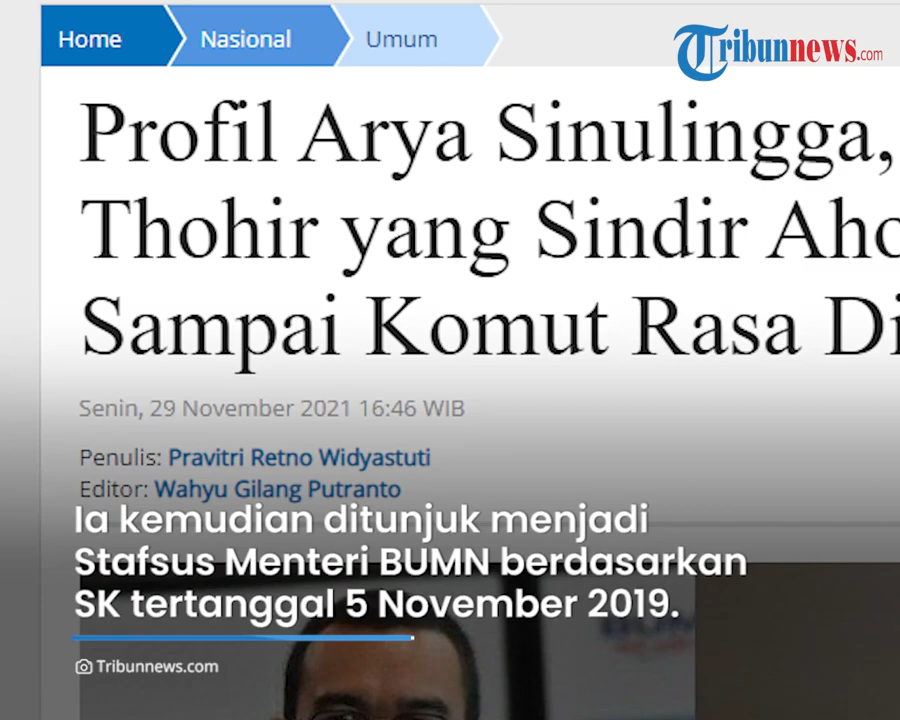 Home Nasional Umum
Tribunnews.com
Profil Arya Sinulingga,
Thohir yang Sindir Aho
Sampai Komut Rasa Di
Senin, 29 November 2021 16:46 WIB
Penulis: Pravitri Retno Widyastuti
Editor: Wahyu Gilang Putranto
Ia kemudian ditunjuk menjadi
Stafsus Menteri BUMN berdasarkan
SK tertanggal 5 November 2019.
Tribunnews.com